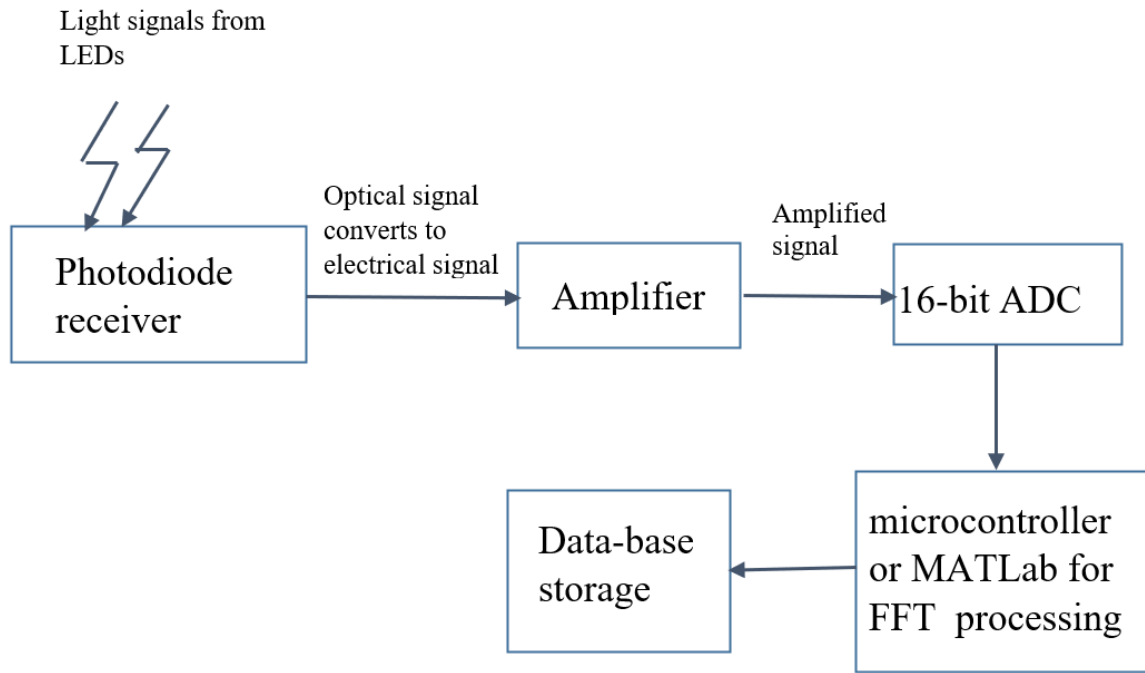 Light signals from
LEDs
Photodiode
receiver
Optical signal
converts to
electrical signal
Amplifier
Amplified
signal
16-bit ADC
microcontroller
or MATLab for
FFT processing
Data-base
storage